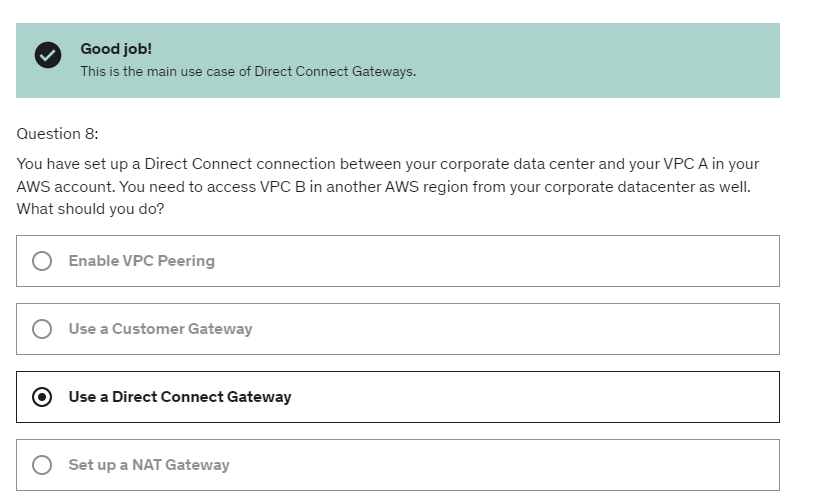 Good job!
This is the main use case of Direct Connect Gateways.
Question 8:
You have set up a Direct Connect connection between your corporate data center and your VPC A in your
AWS account. You need to access VPC B in another AWS region from your corporate datacenter as well.
What should you do?
Enable VPC Peering
Use a Customer Gateway
Use a Direct Connect Gateway
Set up a NAT Gateway